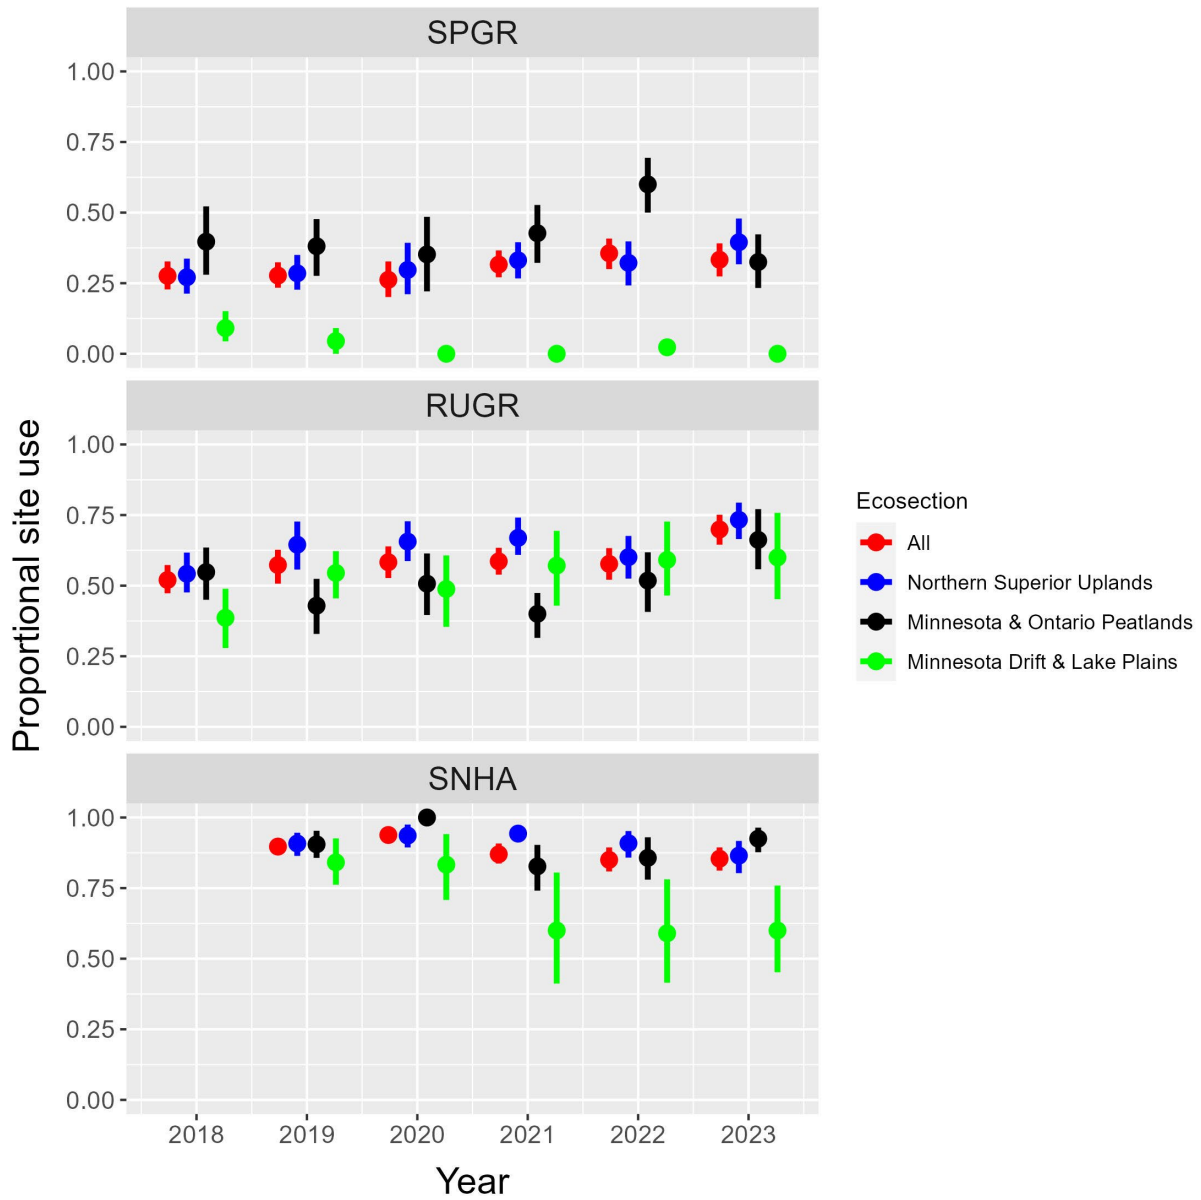 SPGR
1.00
0.75
0.50
0.25
0.00
RUGR
1.00
0.75
0.50
0.25
0.00
SNHA
1.00
0.75
0.50
0.25
0.00
2018 2019 2020 2021 2022 2023
Year
Proportional site use
Ecosection
All
Northern Superior Uplands
Minnesota & Ontario Peatlands
Minnesota Drift & Lake Plains